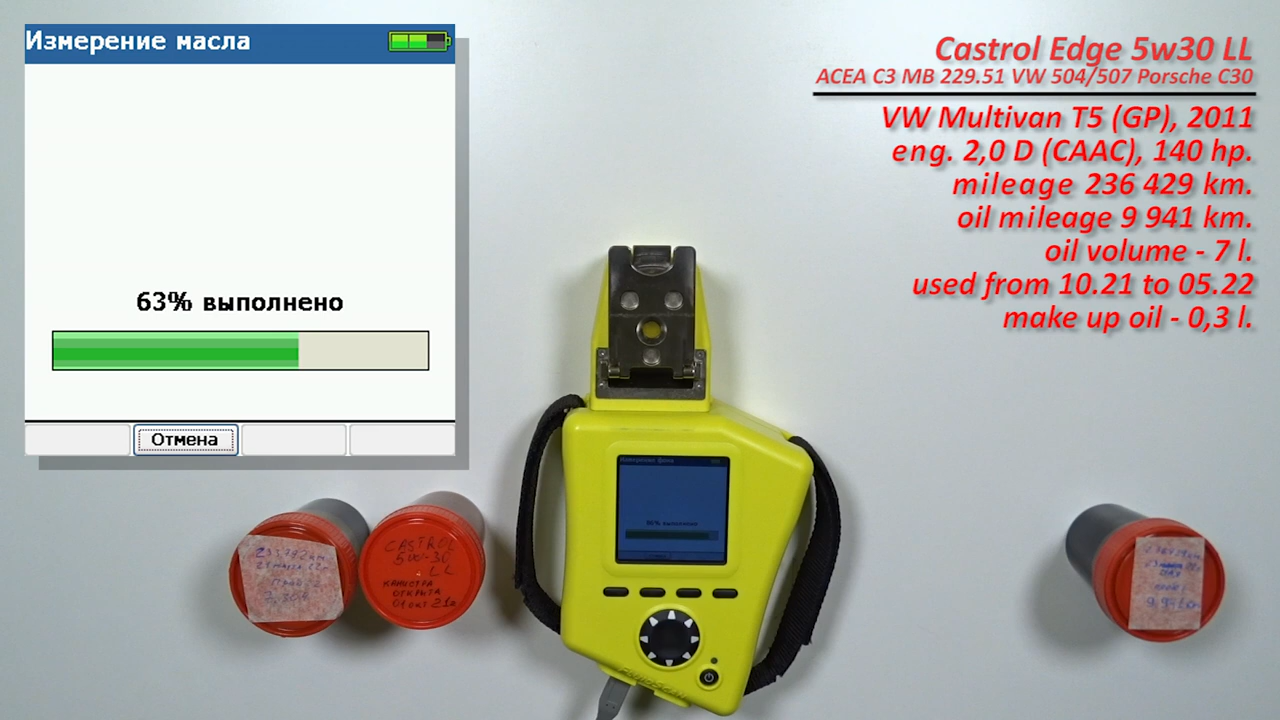 Измерение масла
63% выполнено
Отмена
Castrol Edge 5w30 LL
ACEA C3 MB 229.51 VW 504/507 Porsche C30
VW Multivan T5 (GP), 2011
eng. 2,0 D (CAAC), 140 hp.
mileage 236 429 km.
oil mileage 9 941 km.
oil volume - 7 l.
used from 10.21 to 05.22
make up oil - 0,3 l.
CASTROL
5W-30
LL
КАНИСТРА
ОТКРЫТА